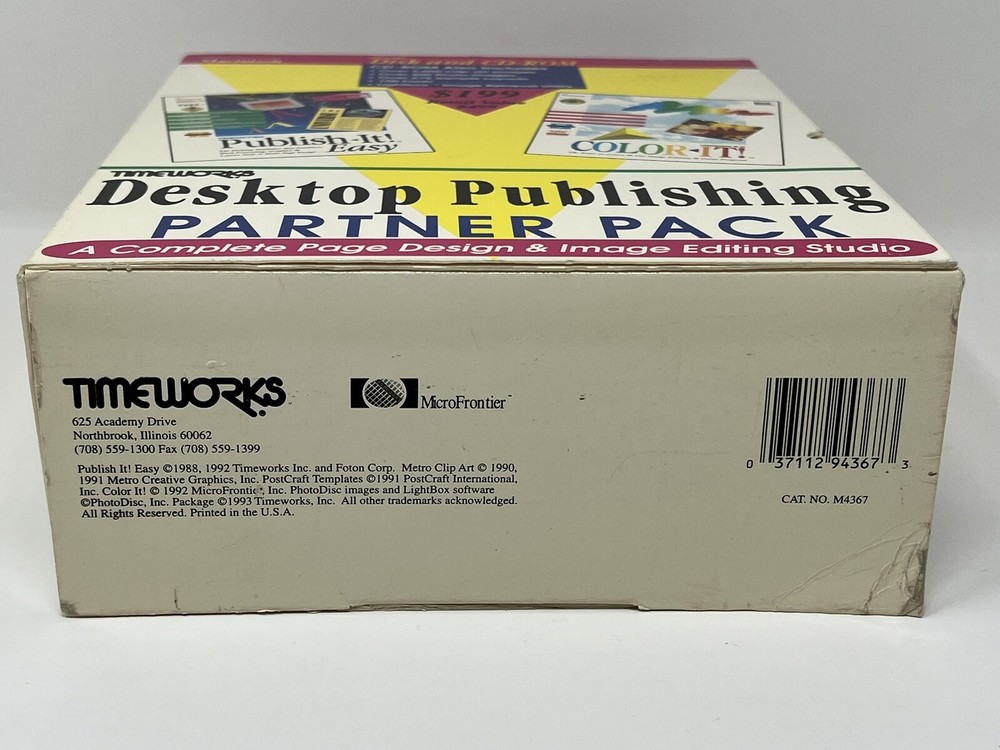 Macintosh
Disk and CD ROM
$199
Publish-It!
Easy
COLOR IT!
TIMEWORKS
Desktop Publishing
PARTNER PACK
A Complete Page Design & Image Editing Studio
TIMEWORKS
625 Academy Drive
Northbrook, Illinois 60062
(708) 559-1300 Fax (708) 559-1399
MicroFrontier™
Publish It! Easy ©1988, 1992 Timeworks Inc. and Foton Corp. Metro Clip Art © 1990,
1991 Metro Creative Graphics, Inc. PostCraft Templates ©1991 PostCraft International,
Inc. Color It! © 1992 MicroFrontier, Inc. PhotoDisc images and LightBox software
©PhotoDisc, Inc. Package ©1993 Timeworks, Inc. All other trademarks acknowledged.
All Rights Reserved. Printed in the U.S.A.
0 37112 94367 3
CAT. NO. M4367